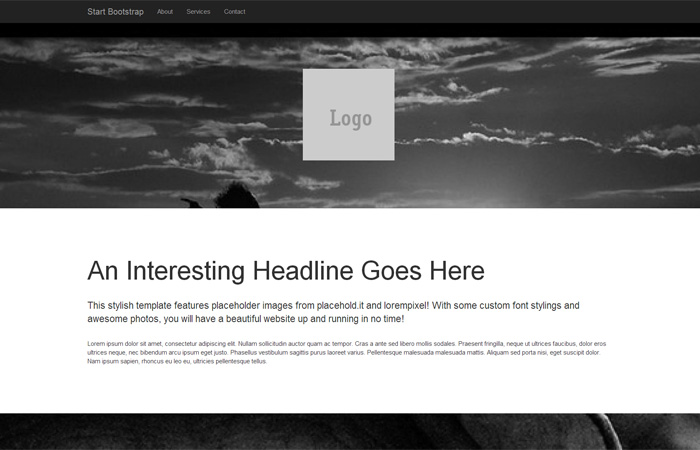 Start Bootstrap About Services Contact
Logo
An Interesting Headline Goes Here
This stylish template features placeholder images from placehold.it and lorempixel! With some custom font stylings and
awesome photos, you will have a beautiful website up and running in no time!
Lorem ipsum dolor sit amet, consectetur adipiscing elit. Nullam sollicitudin auctor quam ac tempor. Cras a ante sed libero mollis sodales. Praesent fringilla, neque ut ultrices faucibus, dolor eros
ultrices neque, nec bibendum arcu ipsum eget justo. Phasellus vestibulum sagittis purus laoreet varius. Pellentesque malesuada malesuada mattis. Aliquam sed porta nisi, eget suscipit dolor.
Nam ipsum sapien, rhoncus eu leo eu, ultricies pellentesque tellus.